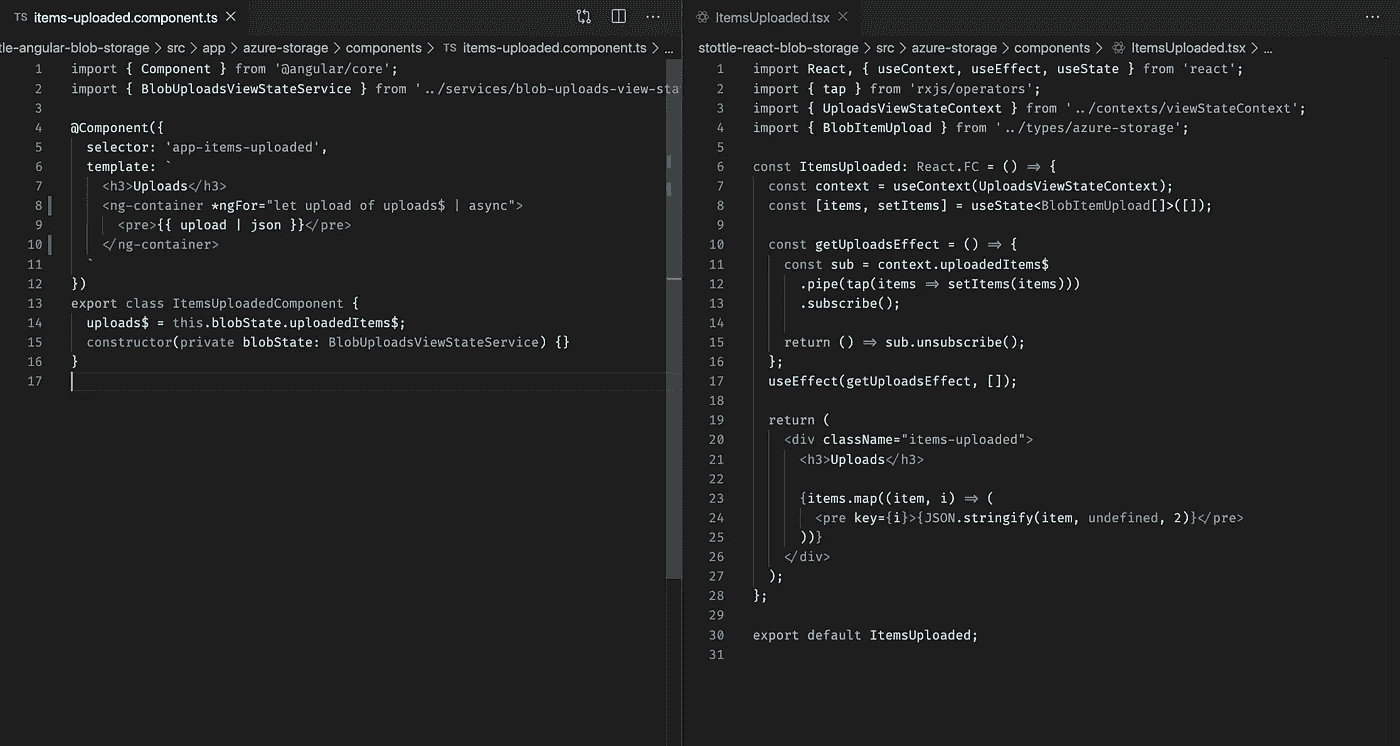 TS items-uploaded.component.ts
tle-angular-blob-storage > src > app > azure-storage > components > TS items-uploaded.component.ts > ...
1 import { Component } from '@angular/core';
2 import { BlobUploadsViewStateService } from '../services/blob-uploads-view-sta
3
4 @Component({
5 selector: 'app-items-uploaded',
6 template: `
7 <h3>Uploads</h3>
8 <ng-container *ngFor="let upload of uploads$ | async">
9 <pre>{{ upload | json }}</pre>
10 </ng-container>
11 `
12 })
13 export class ItemsUploadedComponent {
14 uploads$ = this.blobState.uploadedItems$;
15 constructor(private blobState: BlobUploadsViewStateService) {}
16 }
17
ItemsUploaded.tsx
stottle-react-blob-storage > src > azure-storage > components > ItemsUploaded.tsx > ...
1 import React, { useContext, useEffect, useState } from 'react';
2 import { tap } from 'rxjs/operators';
3 import { UploadsViewStateContext } from '../contexts/viewStateContext';
4 import { BlobItemUpload } from '../types/azure-storage';
5
6 const ItemsUploaded: React.FC = () => {
7 const context = useContext(UploadsViewStateContext);
8 const [items, setItems] = useState<BlobItemUpload[]>([]);
9
10 const getUploadsEffect = () => {
11 const sub = context.uploadedItems$
12 .pipe(tap(items => setItems(items)))
13 .subscribe();
14
15 return () => sub.unsubscribe();
16 };
17 useEffect(getUploadsEffect, []);
18
19 return (
20 <div className="items-uploaded">
21 <h3>Uploads</h3>
22
23 {items.map((item, i) => (
24 <pre key={i}>{JSON.stringify(item, undefined, 2)}</pre>
25 ))}
26 </div>
27 );
28 };
29
30 export default ItemsUploaded;
31